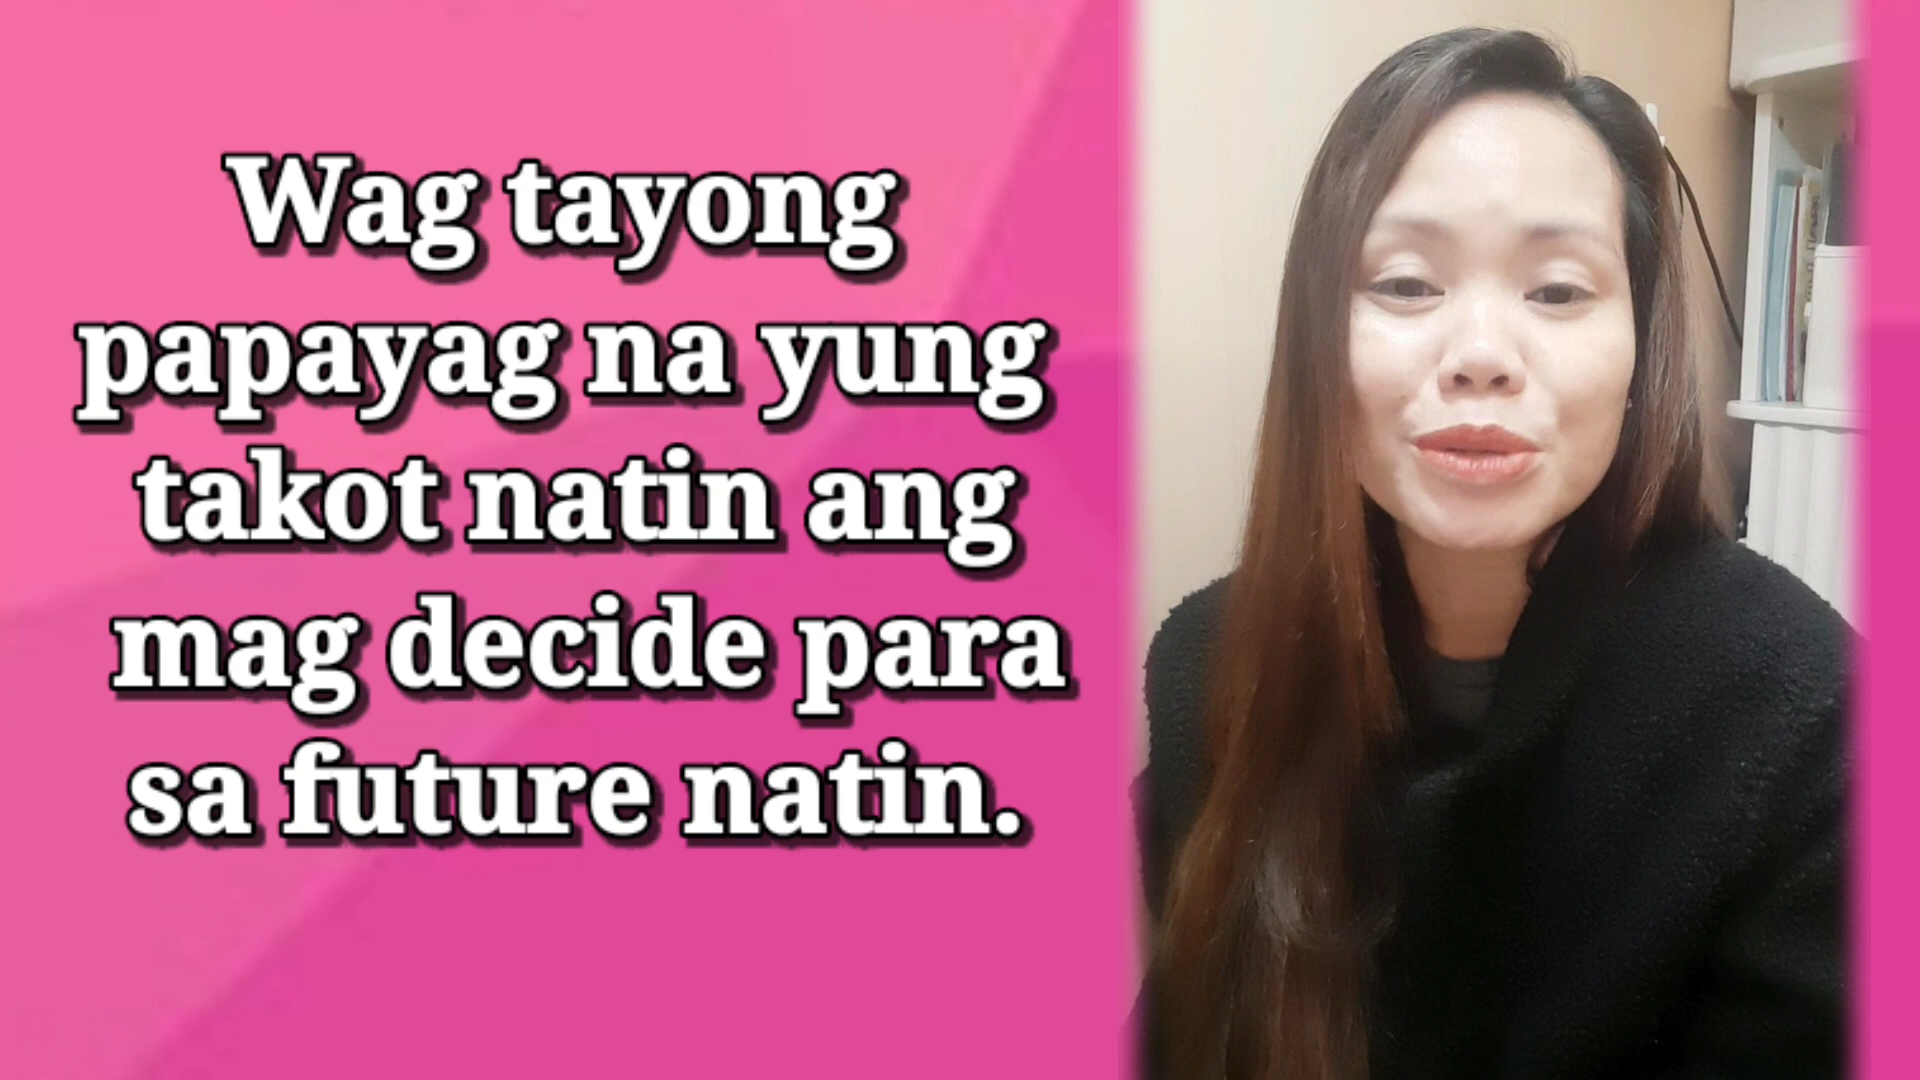 Wag tayong
papayag na yung
takot natin ang
mag decide para
sa future natin.